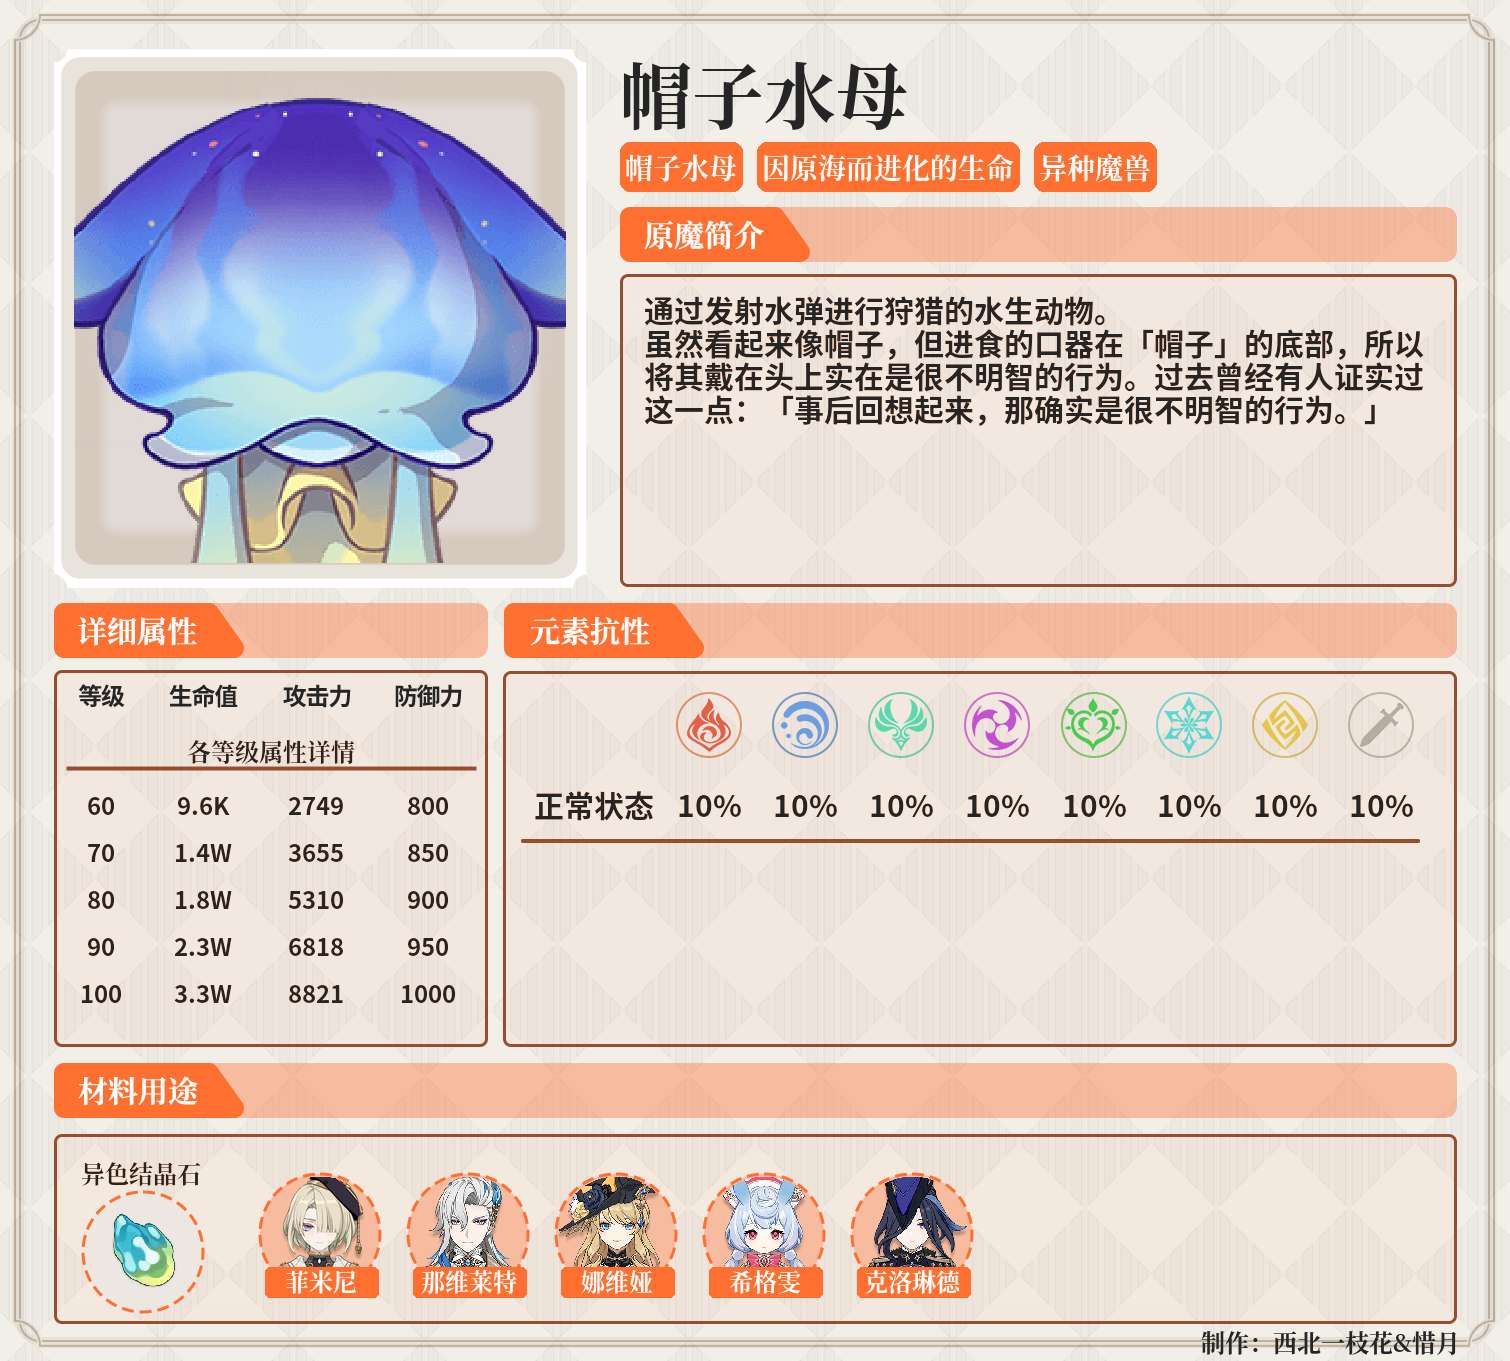 帽子水母
帽子水母 因原海而进化的生命 异种魔兽
原魔简介
通过发射水弹进行狩猎的水生动物。
虽然看起来像帽子，但进食的口器在「帽子」的底部，所以
将其戴在头上实在是很不明智的行为。过去曾经有人证实过
这一点：「事后回想起来，那确实是很不明智的行为。」
详细属性
等级 生命值 攻击力 防御力
各等级属性详情
60 9.6K 2749 800
70 1.4W 3655 850
80 1.8W 5310 900
90 2.3W 6818 950
100 3.3W 8821 1000
元素抗性
正常状态 10% 10% 10% 10% 10% 10% 10% 10%
材料用途
异色结晶石
菲米尼 那维莱特 娜维娅 希格雯 克洛琳德
制作：西北一枝花&惜月